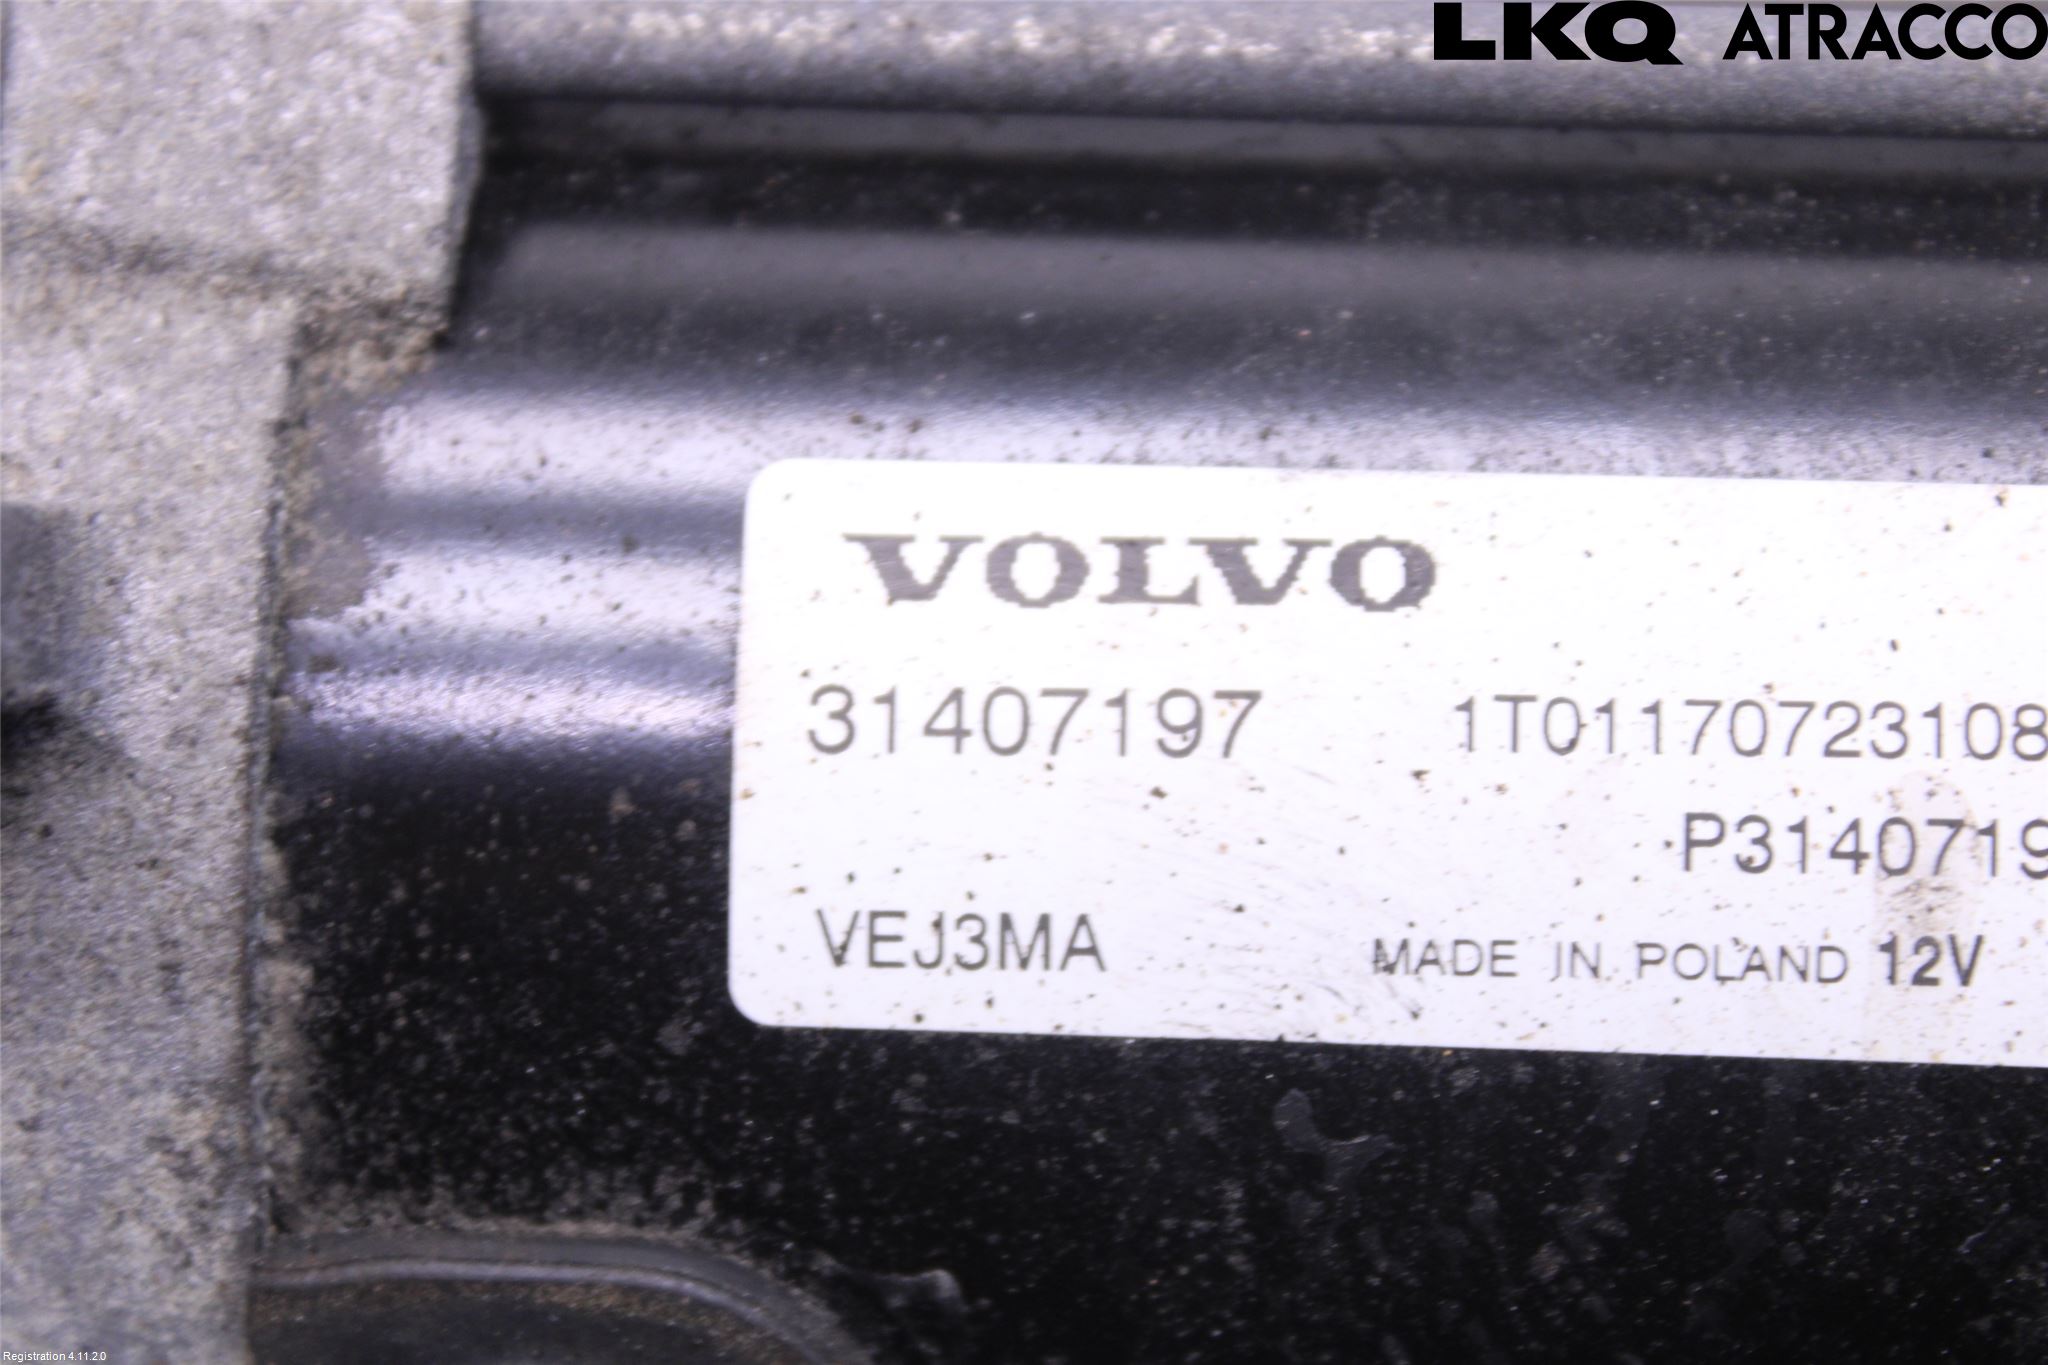 LKQ ATRACCO
VOLVO
31407197 1T01170723108
P3140719
VEJ3MA MADE IN POLAND 12V
Registration 4.11.2.0